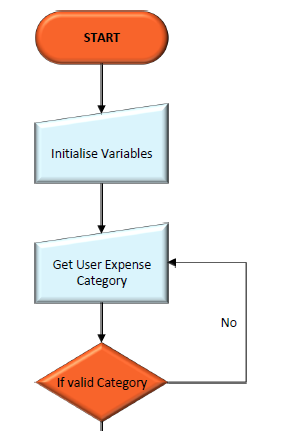 START
Initialise Variables
Get User Expense
Category
No
If valid Category